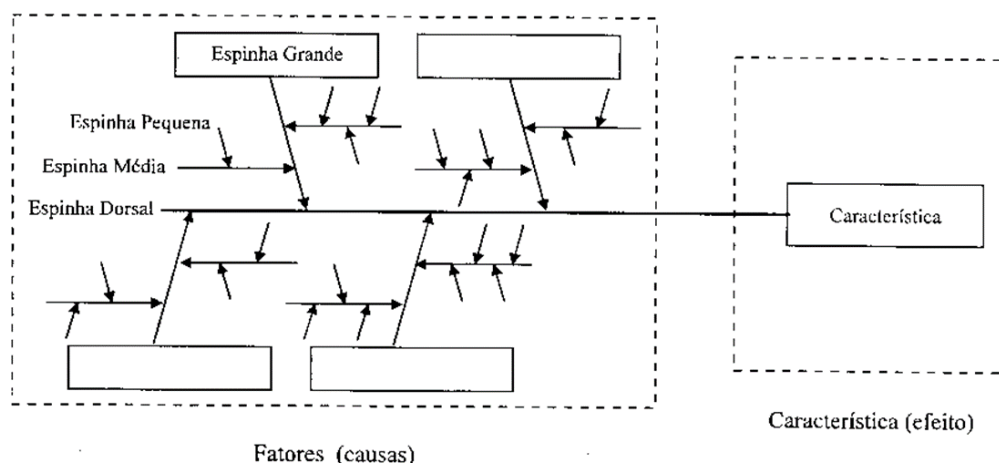 Espinha Grande
Espinha Pequena
Espinha Média
Espinha Dorsal
Característica
Característica (efeito)
Fatores (causas)